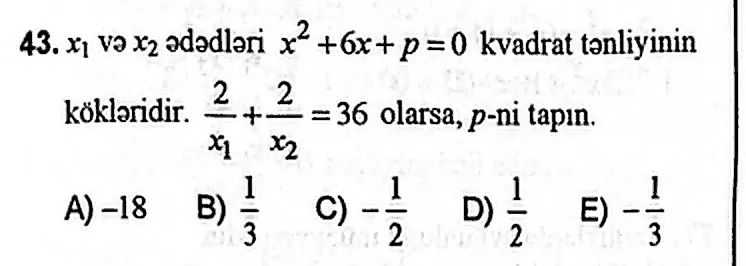 43. x₁ və x₂ ədədləri x² + 6x + p = 0 kvadrat tənliyinin
kökləridir. 2/x₁ + 2/x₂ = 36 olarsa, p-ni tapın.
A) –18 B) 1/3 C) –1/2 D) 1/2 E) –1/3